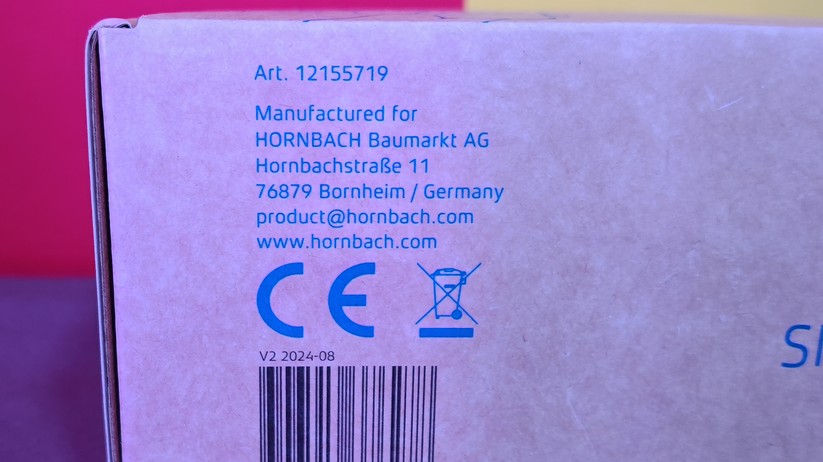 Art. 12155719
Manufactured for
HORNBACH Baumarkt AG
Hornbachstraße 11
76879 Bornheim / Germany
product@hornbach.com
www.hornbach.com
CE
V2 2024-08